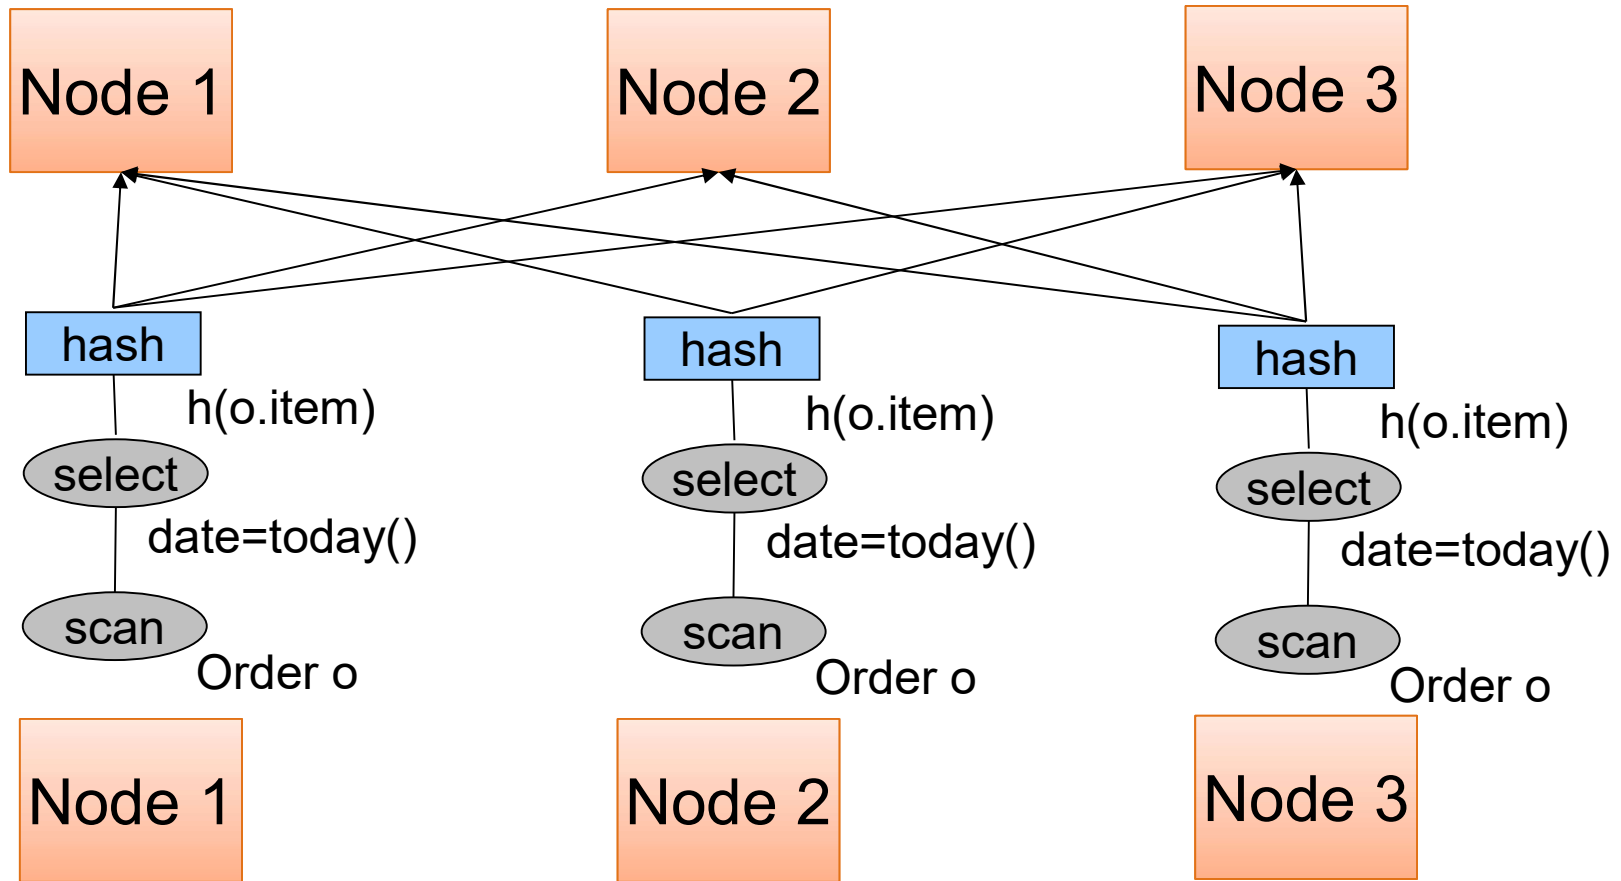 Node 1
Node 2
Node 3
hash
hash
hash
h(o.item)
h(o.item)
h(o.item)
select
select
select
date=today()
date=today()
date=today()
scan
scan
scan
Order o
Order o
Order o
Node 1
Node 2
Node 3